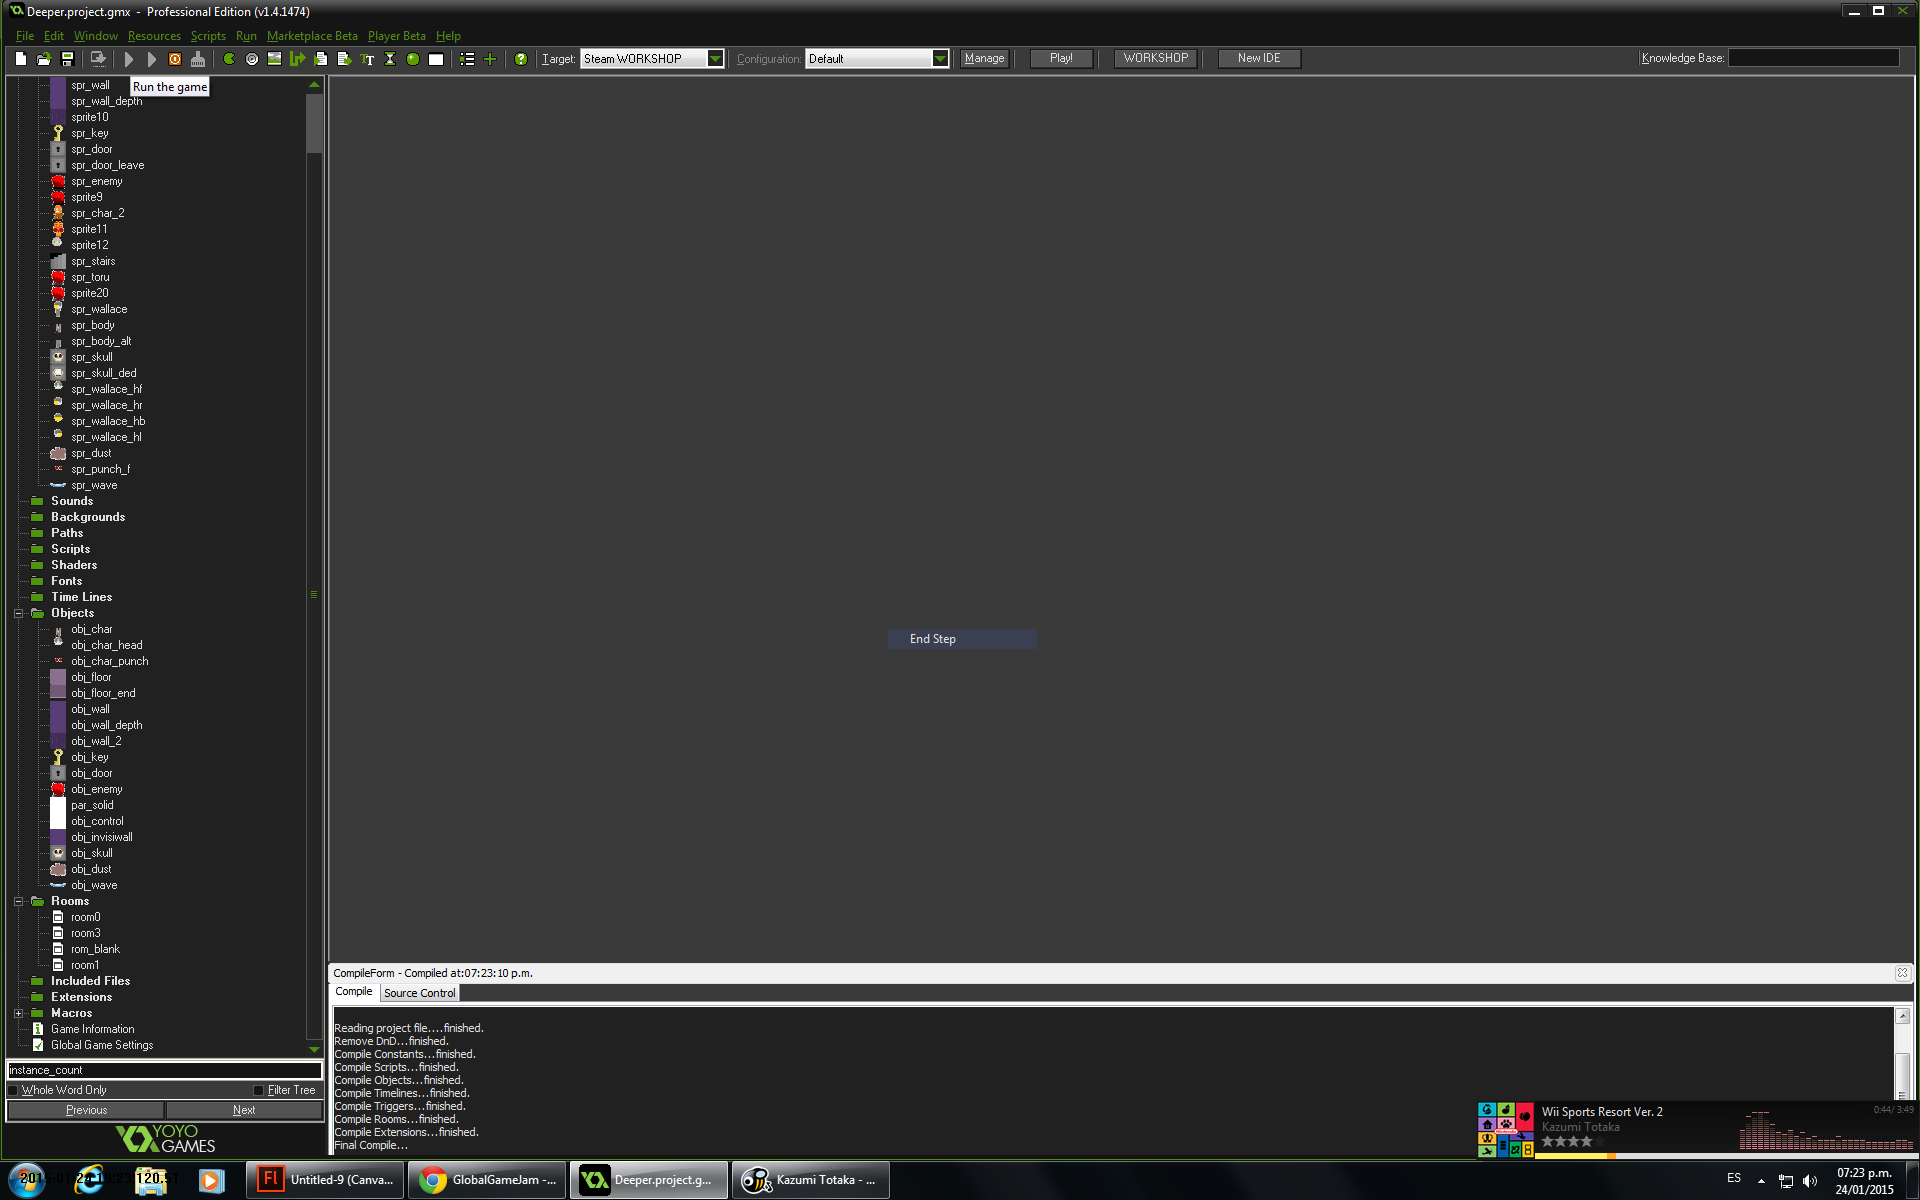 Deeper.project.gmx - Professional Edition (v1.4.1474)
File Edit Window Resources Scripts Run Marketplace Beta Player Beta Help
Target: Steam WORKSHOP Configuration: Default Manage Play! WORKSHOP New IDE Knowledge Base:
Run the game
spr_wall
spr_wall_depth
sprite10
spr_key
spr_door
spr_door_leave
spr_enemy
sprite9
spr_char_2
sprite11
sprite12
spr_stairs
spr_toru
sprite20
spr_wallace
spr_body
spr_body_alt
spr_skull
spr_skull_ded
spr_wallace_hf
spr_wallace_hr
spr_wallace_hb
spr_wallace_hl
spr_dust
spr_punch_f
spr_wave
Sounds
Backgrounds
Paths
Scripts
Shaders
Fonts
Time Lines
Objects
obj_char
obj_char_head
obj_char_punch
obj_floor
obj_floor_end
obj_wall
obj_wall_depth
obj_wall_2
obj_key
obj_door
obj_enemy
par_solid
obj_control
obj_invisiwall
obj_skull
obj_dust
obj_wave
Rooms
room0
room3
rom_blank
room1
Included Files
Extensions
Macros
Game Information
Global Game Settings
instance_count
Whole Word Only Filter Tree
Previous Next
YOYO
GAMES
End Step
CompileForm - Compiled at:07:23:10 p.m.
Compile Source Control
Reading project file....finished.
Remove DnD...finished.
Compile Constants...finished.
Compile Scripts...finished.
Compile Objects...finished.
Compile Timelines...finished.
Compile Triggers...finished.
Compile Rooms...finished.
Compile Extensions...finished.
Final Compile...
Wii Sports Resort Ver. 2
Kazumi Totaka
0:44/ 3:49
Untitled-9 (Canva...
GlobalGameJam -...
Deeper.project.g...
Kazumi Totaka - ...
ES
07:23 p.m.
24/01/2015